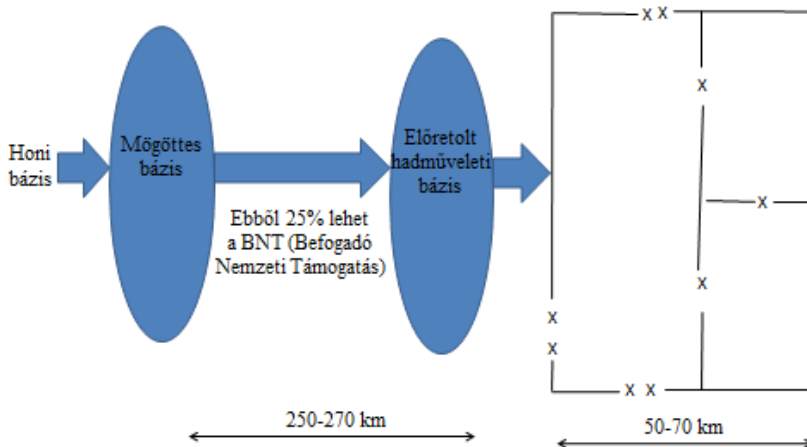 X X
X
Honi
bázis
Mögöttes
bázis
Előretolt
hadműveleti
bázis
Ebből 25% lehet
a BNT (Befogadó
Nemzeti Támogatás)
X
X
X
X
X X
250-270 km
50-70 km